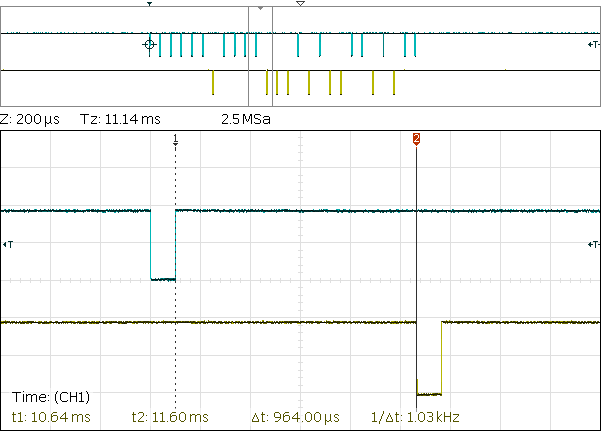 T
Z: 200µs Tz: 11.14 ms 2.5MSa
1 2
T T
Time: (CH1)
t1: 10.64 ms t2: 11.60 ms Δt: 964.00µs 1/Δt: 1.03kHz